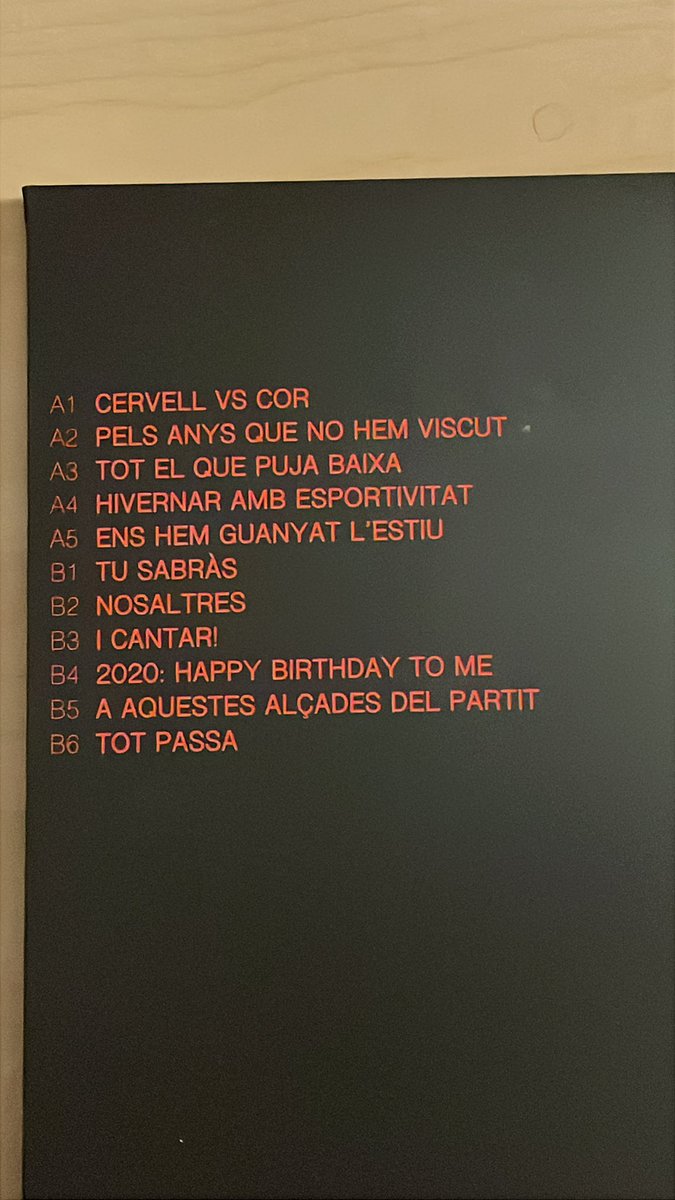 A1 CERVELL VS COR
A2 PELS ANYS QUE NO HEM VISCUT
A3 TOT EL QUE PUJA BAIXA
A4 HIVERNAR AMB ESPORTIVITAT
A5 ENS HEM GUANYAT L'ESTIU
B1 TU SABRÀS
B2 NOSALTRES
B3 I CANTAR!
B4 2020: HAPPY BIRTHDAY TO ME
B5 A AQUESTES ALÇADES DEL PARTIT
B6 TOT PASSA